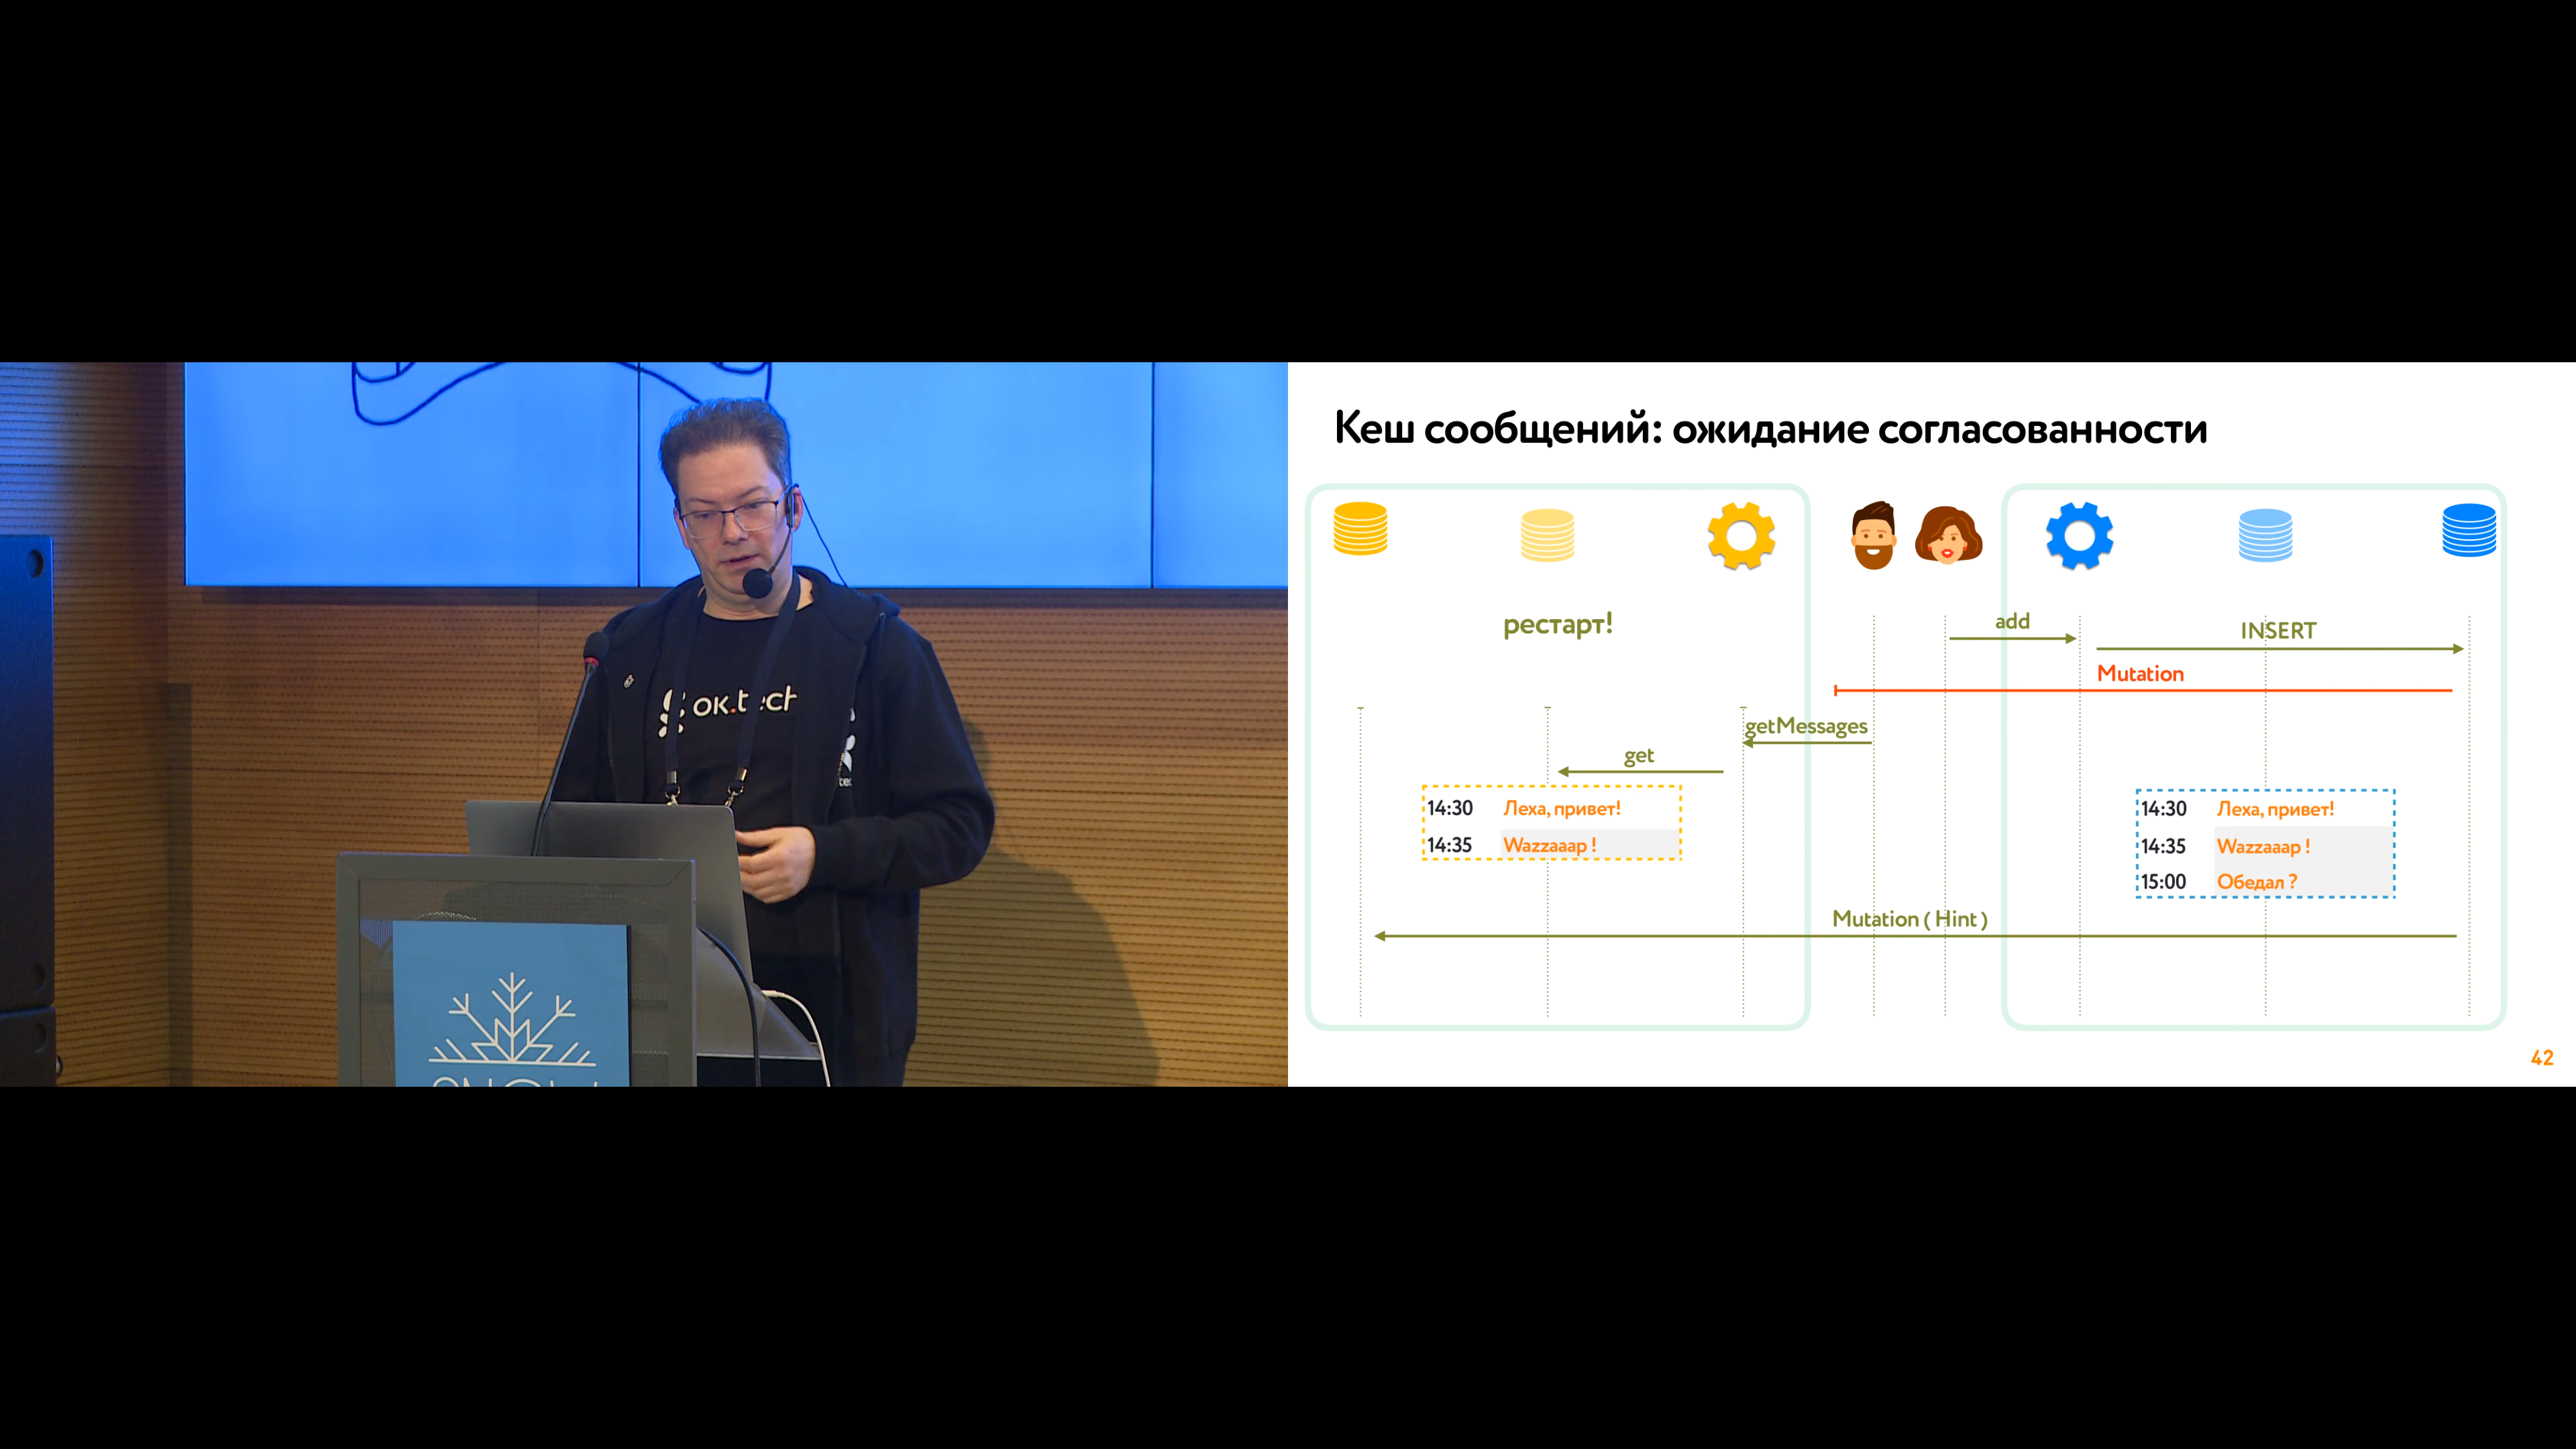 ok.tech
Кеш сообщений: ожидание согласованности
рестарт!
add
INSERT
Mutation
getMessages
get
14:30 Леха, привет!
14:35 Wazzaaap !
14:30 Леха, привет!
14:35 Wazzaaap !
15:00 Обедал ?
Mutation ( Hint )
42